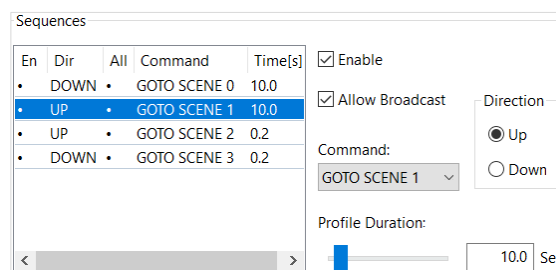 Sequences
En Dir All Command Time[s]
• DOWN • GOTO SCENE 0 10.0
• UP • GOTO SCENE 1 10.0
• UP • GOTO SCENE 2 0.2
• DOWN • GOTO SCENE 3 0.2
Enable
Allow Broadcast
Direction
Up
Down
Command:
GOTO SCENE 1
Profile Duration:
10.0 Se